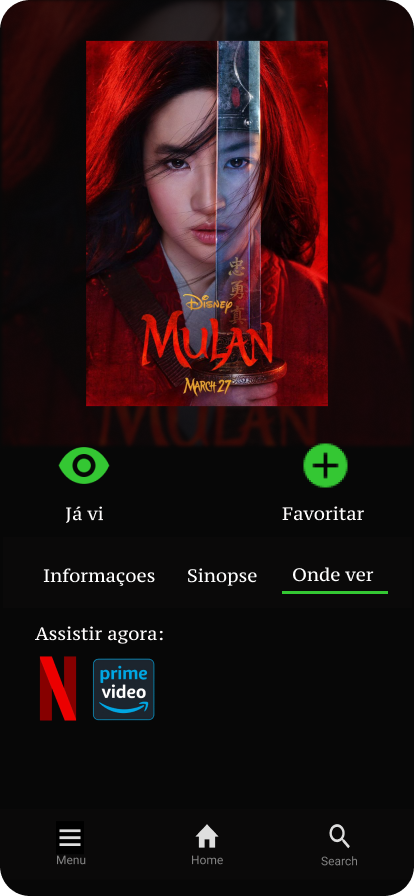 忠
勇
真
Disney
MULAN
MARCH 27
Já vi
Favoritar
Informaçoes
Sinopse
Onde ver
Assistir agora:
N
prime
video
Menu
Home
Search